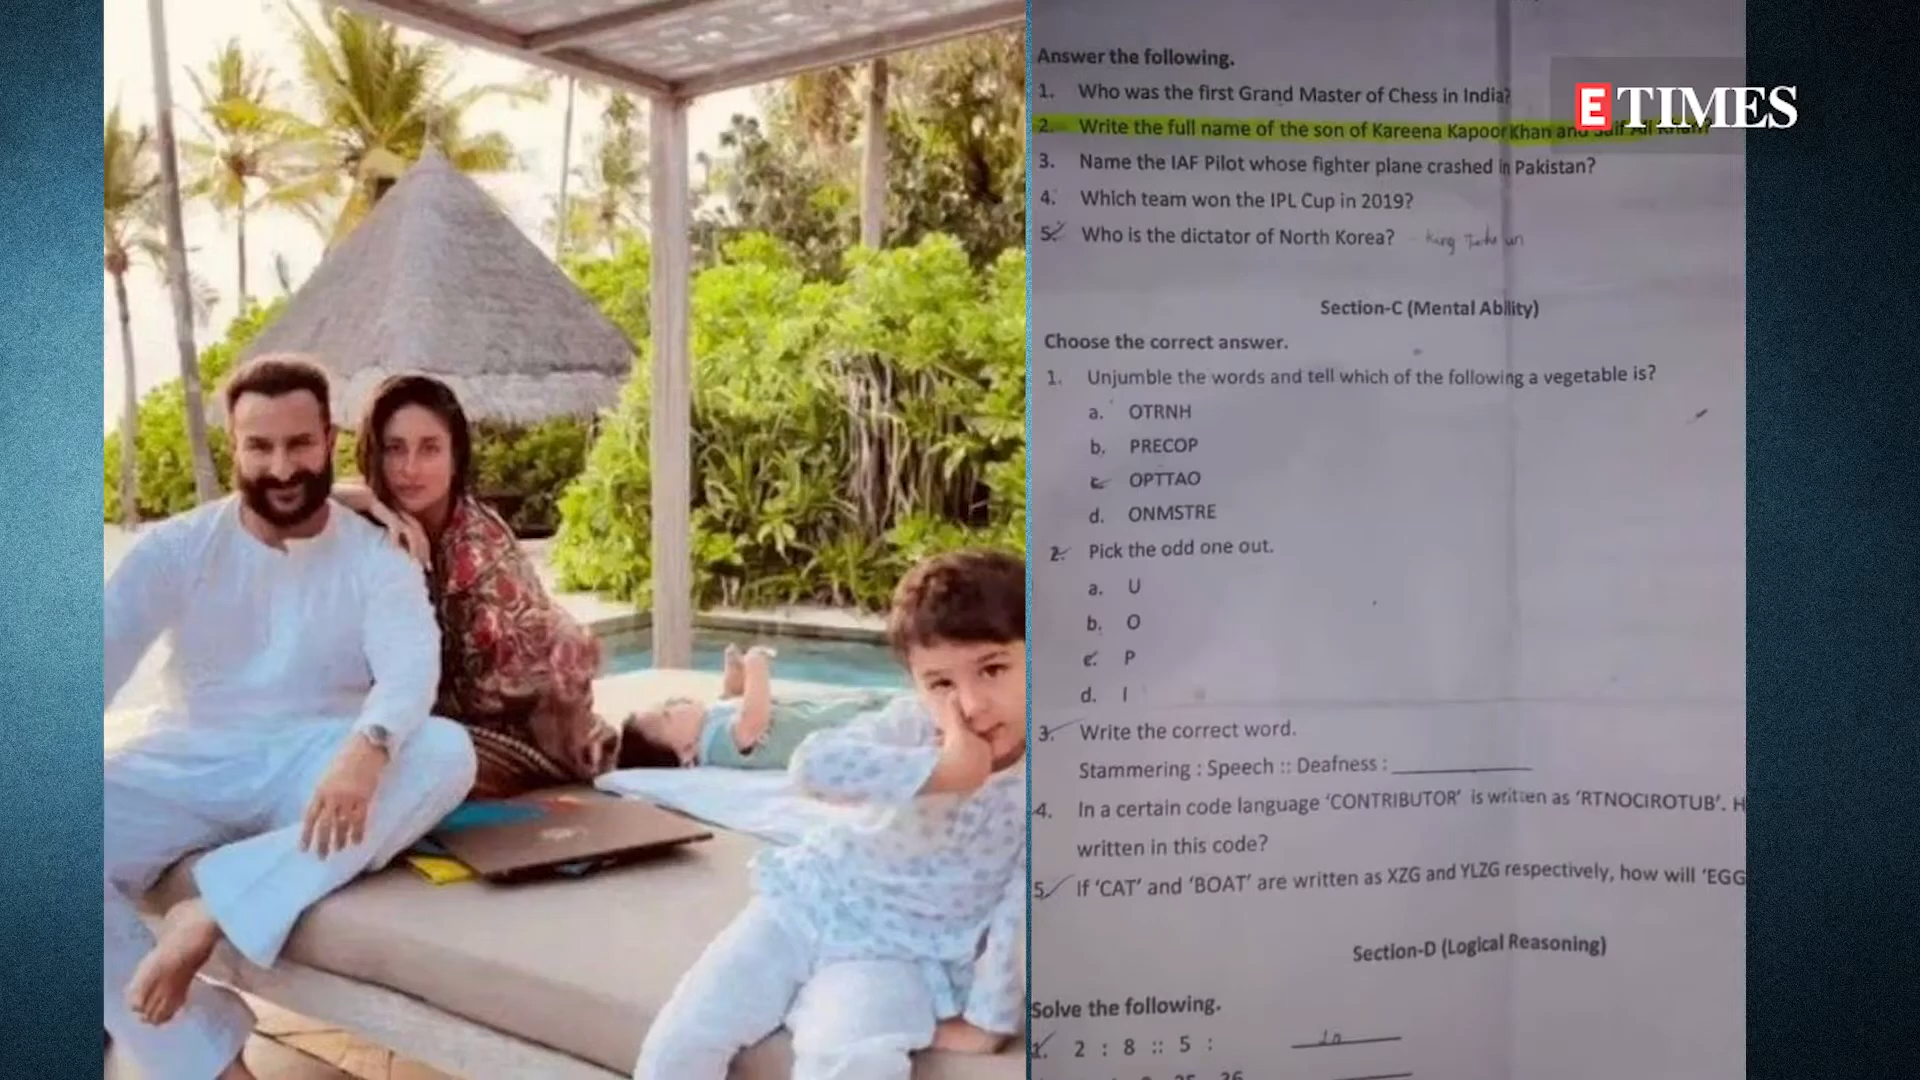 ETIMES
Answer the following.
1. Who was the first Grand Master of Chess in India?
2. Write the full name of the son of Kareena Kapoor Khan and Saif Ali Khan?
3. Name the IAF Pilot whose fighter plane crashed in Pakistan?
4. Which team won the IPL Cup in 2019?
5. Who is the dictator of North Korea?
Section-C (Mental Ability)
Choose the correct answer.
1. Unjumble the words and tell which of the following a vegetable is?
a. OTRNH
b. PRECOP
c. OPTTAO
d. ONMSTRE
2. Pick the odd one out.
a. U
b. O
c. P
d. I
3. Write the correct word.
Stammering : Speech :: Deafness :
4. In a certain code language ‘CONTRIBUTOR’ is written as ‘RTNOCIROTUB’. H
written in this code?
5. If ‘CAT’ and ‘BOAT’ are written as XZG and YLZG respectively, how will ‘EGG
Section-D (Logical Reasoning)
Solve the following.
1. 2 : 8 :: 5 :